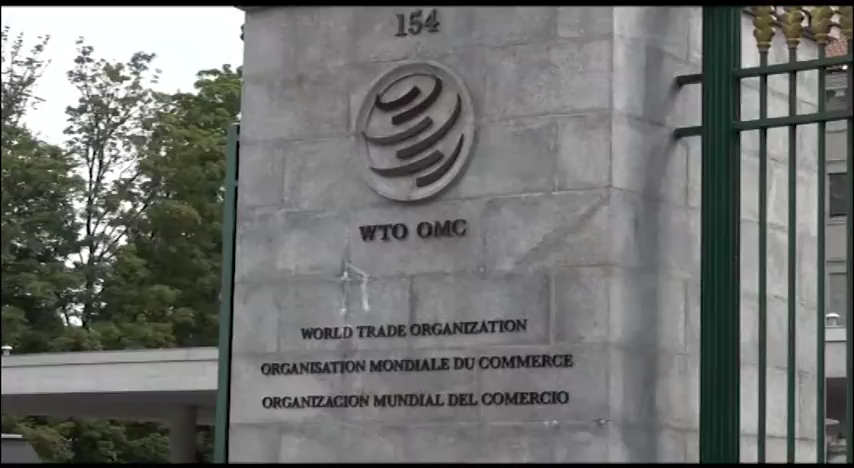 154
WTO OMC
WORLD TRADE ORGANIZATION
ORGANISATION MONDIALE DU COMMERCE
ORGANIZACION MUNDIAL DEL COMERCIO